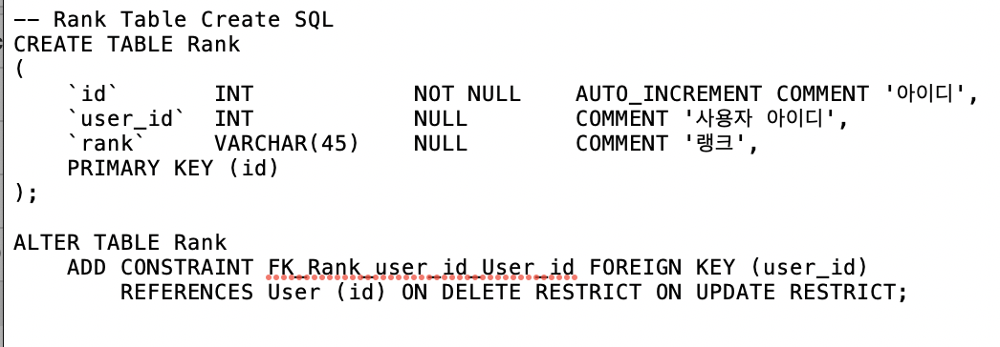 -- Rank Table Create SQL
CREATE TABLE Rank
(
    `id`       INT            NOT NULL    AUTO_INCREMENT COMMENT '아이디',
    `user_id`  INT            NULL        COMMENT '사용자 아이디',
    `rank`     VARCHAR(45)    NULL        COMMENT '랭크',
    PRIMARY KEY (id)
);

ALTER TABLE Rank
    ADD CONSTRAINT FK_Rank_user_id_User_id FOREIGN KEY (user_id)
        REFERENCES User (id) ON DELETE RESTRICT ON UPDATE RESTRICT;